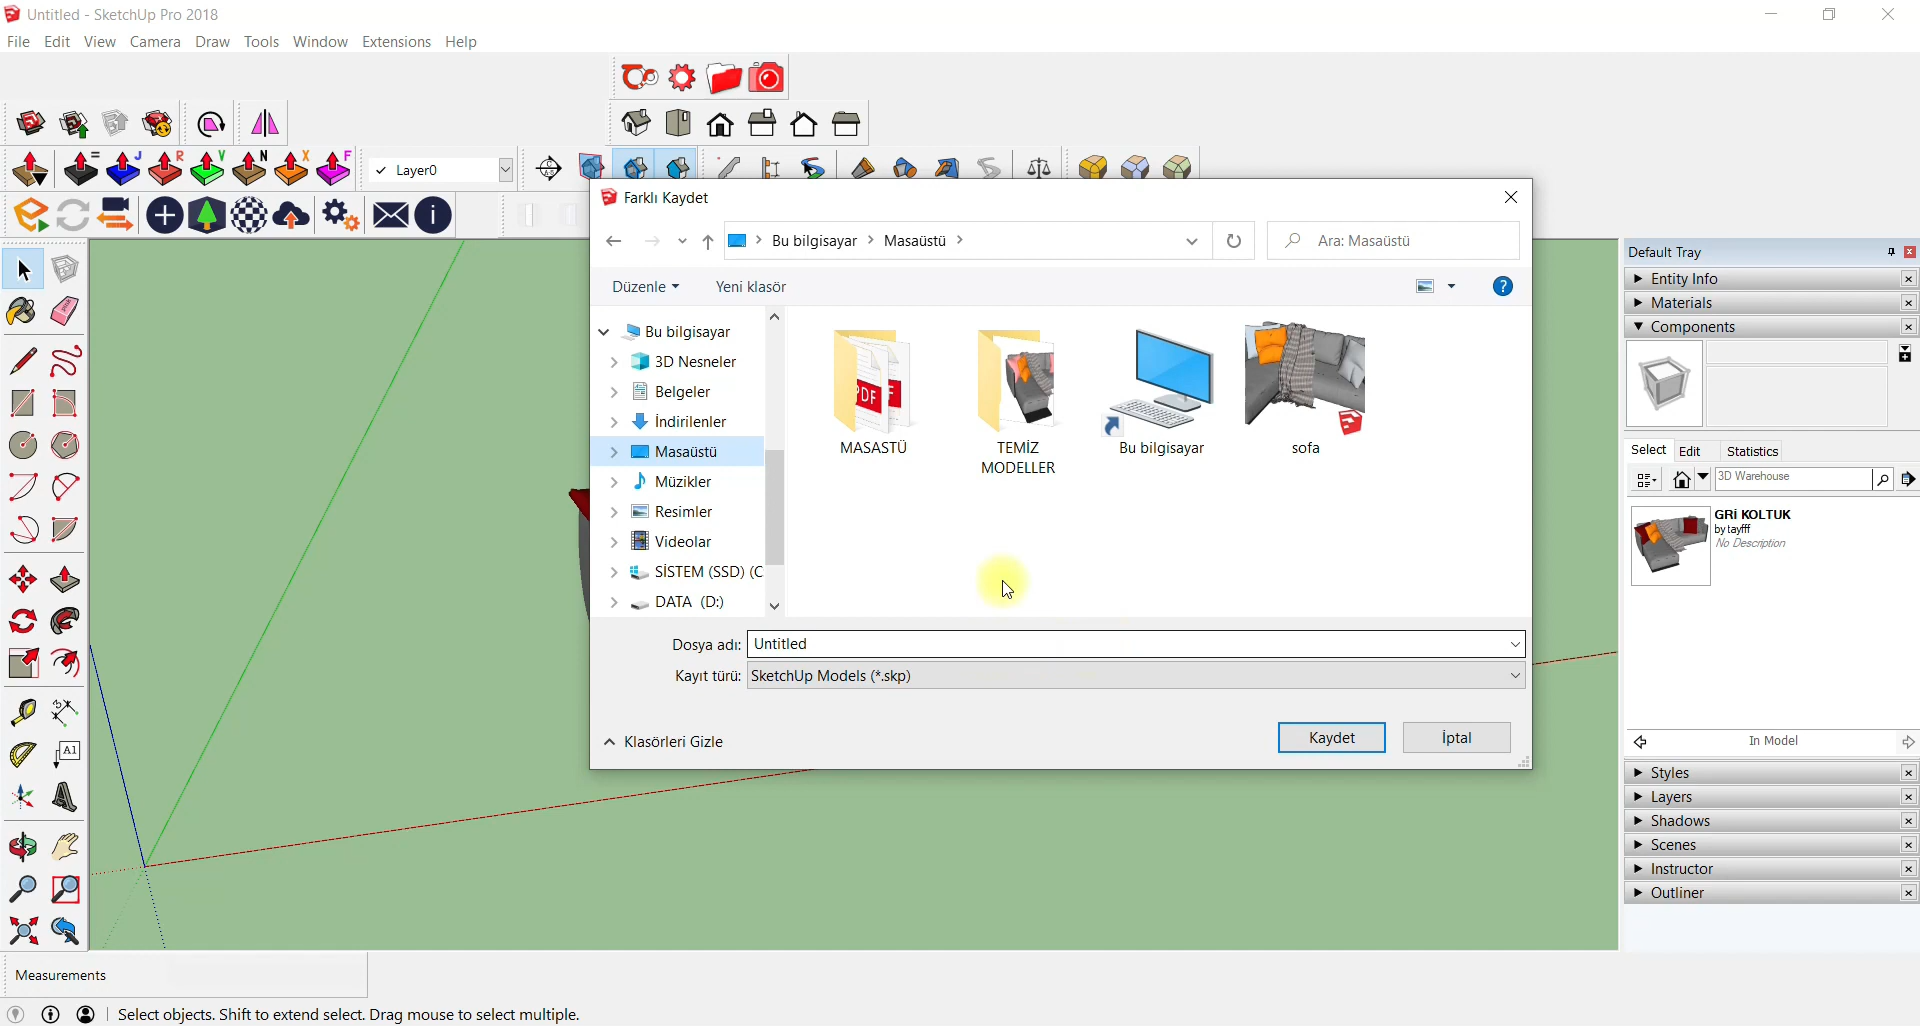 Untitled - SketchUp Pro 2018
File Edit View Camera Draw Tools Window Extensions Help
= J R V N X F
Layer0
Farklı Kaydet
Bu bilgisayar > Masaüstü >
Ara: Masaüstü
Düzenle
Yeni klasör
?
Bu bilgisayar
3D Nesneler
Belgeler
İndirilenler
Masaüstü
Müzikler
Resimler
Videolar
SİSTEM (SSD) (C
DATA (D:)
MASASTÜ
TEMİZ
MODELLER
Bu bilgisayar
sofa
Dosya adı: Untitled
Kayıt türü: SketchUp Models (*.skp)
Klasörleri Gizle
Kaydet
İptal
A1
Default Tray
Entity Info
Materials
Components
Select Edit Statistics
3D Warehouse
GRİ KOLTUK
by tayfff
No Description
In Model
Styles
Layers
Shadows
Scenes
Instructor
Outliner
Measurements
Select objects. Shift to extend select. Drag mouse to select multiple.